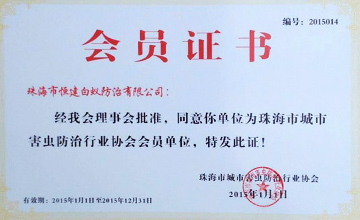 编号：2015014
会员证书
珠海市恒建白蚁防治有限公司：
经我会理事会批准，同意你单位为珠海市城市
害虫防治行业协会会员单位，特发此证！
珠海市城市害虫防治行业协会
2015年1月1日
有效期：2015年1月1日至2015年12月31日